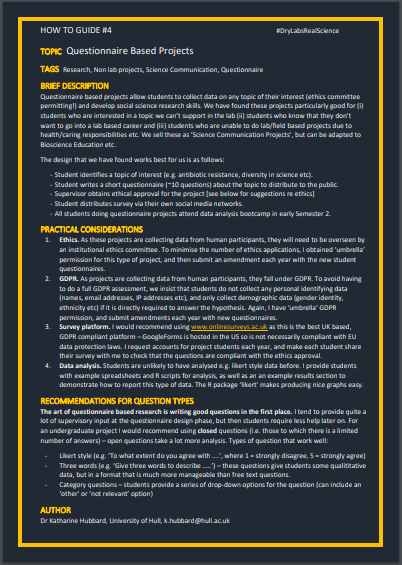 HOW TO GUIDE #4 #DryLabsRealScience
TOPIC Questionnaire Based Projects
TAGS Research, Non lab projects, Science Communication, Questionnaire
BRIEF DESCRIPTION
Questionnaire based projects allow students to collect data on any topic of their interest (ethics committee
permitting!) and develop social science research skills. We have found these projects particularly good for (i)
students who are interested in a topic we can't support in the lab (ii) students who know that they don't
want to go into a lab based career and (iii) students who are unable to do lab/field based projects due to
health/caring responsibilities etc. We sell these as 'Science Communication Projects', but can be adapted to
Bioscience Education etc.
The design that we have found works best for us is as follows:
- Student identifies a topic of interest (e.g. antibiotic resistance, diversity in science etc).
- Student writes a short questionnaire (~10 questions) about the topic to distribute to the public.
- Supervisor obtains ethical approval for the project [see below for suggestions re ethics]
- Student distributes survey via their own social media networks.
- All students doing questionnaire projects attend data analysis bootcamp in early Semester 2.
PRACTICAL CONSIDERATIONS
1. Ethics. As these projects are collecting data from human participants, they will need to be overseen by
an institutional ethics committee. To minimise the number of ethics applications, I obtained 'umbrella'
permission for this type of project, and then submit an amendment each year with the new student
questionnaires.
2. GDPR. As projects are collecting data from human participants, they fall under GDPR. To avoid having
to do a full GDPR assessment, we insist that students do not collect any personal identifying data
(names, email addresses, IP addresses etc), and only collect demographic data (gender identity,
ethnicity etc) if it is directly required to answer the hypothesis. Again, I have 'umbrella' GDPR
permission, and submit amendments each year with new questionnaires.
3. Survey platform. I would recommend using www.onlinesurveys.ac.uk as this is the best UK based,
GDPR compliant platform – GoogleForms is hosted in the US so is not necessarily compliant with EU
data protection laws. I request accounts for project students each year, and make each student share
their survey with me to check that the questions are compliant with the ethics approval.
4. Data analysis. Students are unlikely to have analysed e.g. likert style data before. I provide students
with example spreadsheets and R scripts for analysis, as well as an example results section to
demonstrate how to report this type of data. The R package 'likert' makes producing nice graphs easy.
RECOMMENDATIONS FOR QUESTION TYPES
The art of questionnaire based research is writing good questions in the first place. I tend to provide quite
a lot of supervisory input at the questionnaire design phase, but then students require less help later on. For
an undergraduate project I would recommend using closed questions (i.e. those to which there is a limited
number of answers) – open questions take a lot more analysis. Types of question that work well:
- Likert style (e.g. 'To what extent do you agree with ....', where 1 = strongly disagree, 5 = strongly agree)
- Three words (e.g. 'Give three words to describe .....') – these questions give students some qualititative
data, but in a format that is much more manageable than free text questions.
- Category questions – students provide a series of drop-down options for the question (can include an
'other' or 'not relevant' option)
AUTHOR
Dr Katharine Hubbard, University of Hull, k.hubbard@hull.ac.uk